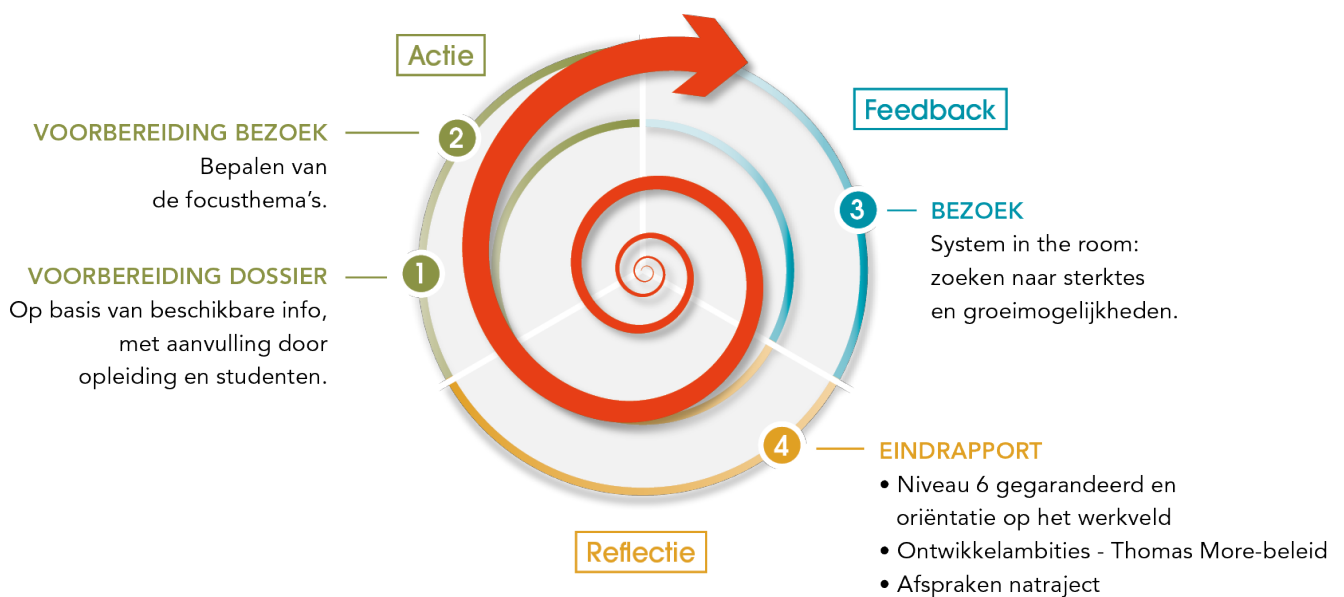 Actie
2
VOORBEREIDING BEZOEK
Bepalen van
de focusthema’s.
1
VOORBEREIDING DOSSIER
Op basis van beschikbare info,
met aanvulling door
opleiding en studenten.
Feedback
3
BEZOEK
System in the room:
zoeken naar sterktes
en groeimogelijkheden.
4
EINDRAPPORT
• Niveau 6 gegarandeerd en
oriëntatie op het werkveld
• Ontwikkelambities - Thomas More-beleid
• Afspraken natraject
Reflectie